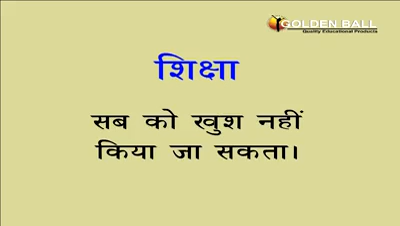 GOLDEN BALL
Quality Educational Products
शिक्षा
सब को खुश नहीं
किया जा सकता।